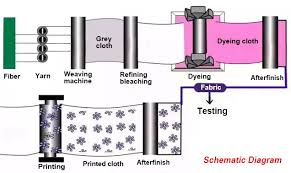 Grey
cloth
Dyeing cloth
Fiber
Yarn
Weaving
machine
Refining
bleaching
Dyeing
Afterfinish
Fabric
Testing
Printing
Printed cloth
Afterfinish
Schematic Diagram